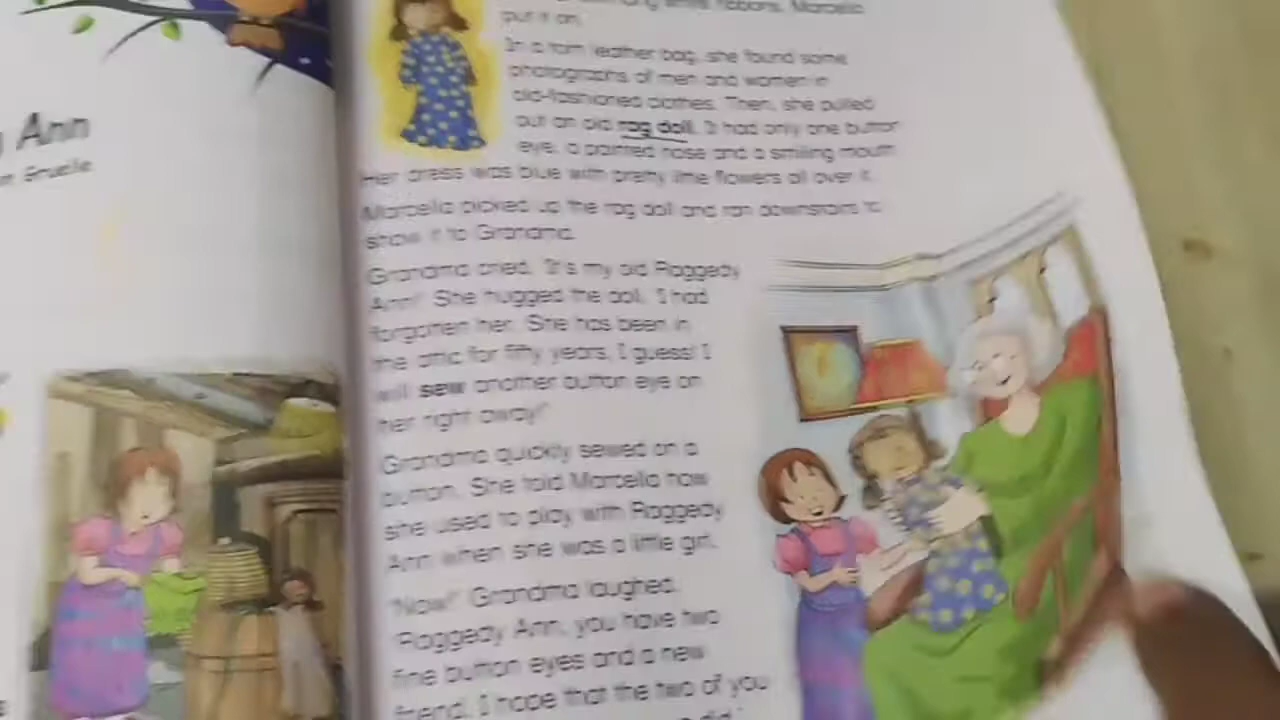 Ann
Gruelle
ribbons, Marcella
put it on.
In a torn leather bag, she found some
photographs of men and women in
old-fashioned clothes. Then, she pulled
out an old rag doll. It had only one button
eye, a painted nose and a smiling mouth.
Her dress was blue with pretty little flowers all over it.
Marcella picked up the rag doll and ran downstairs to
show it to Grandma.
Grandma cried, 'It's my old Raggedy
Ann!' She hugged the doll. 'I had
forgotten her. She has been in
the attic for fifty years, I guess! I
will sew another button eye on
her right away!'
Grandma quickly sewed on a
button. She told Marcella how
she used to play with Raggedy
Ann when she was a little girl.
'Now!' Grandma laughed,
'Raggedy Ann, you have two
fine button eyes and a new
friend. I hope that the two of you
did.'